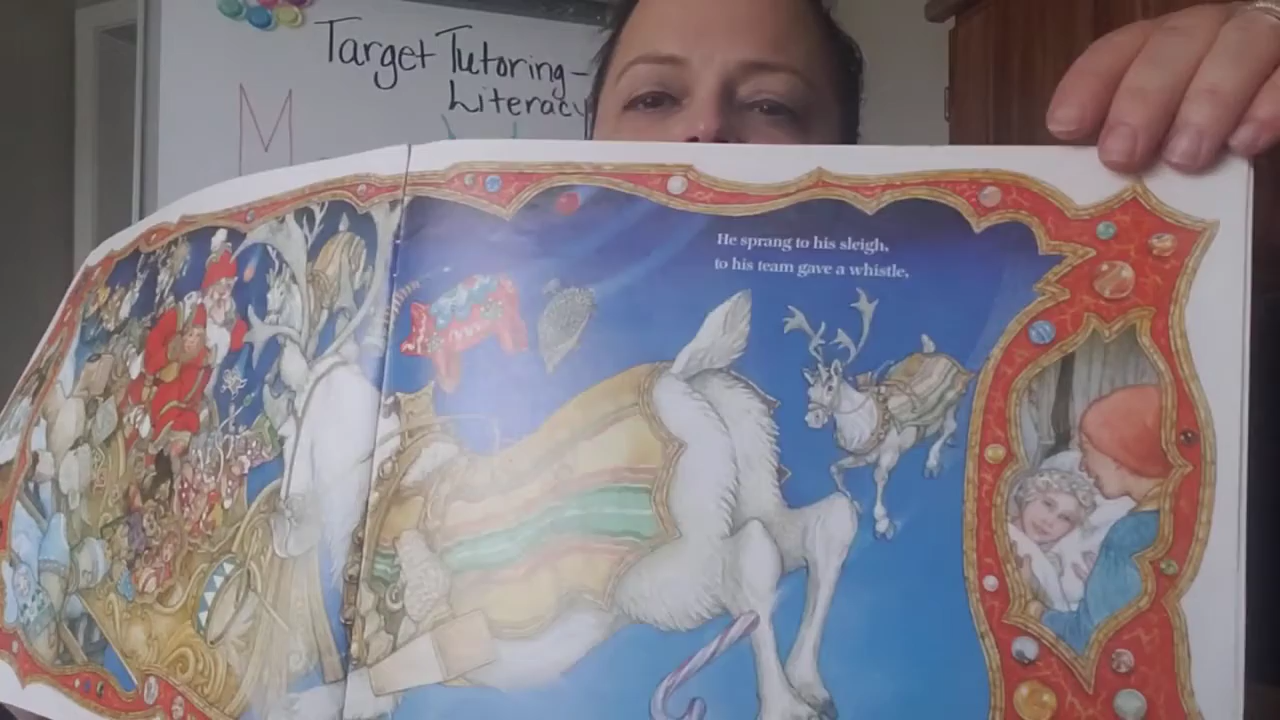 Target Tutoring-
Literacy
M
He sprang to his sleigh,
to his team gave a whistle,